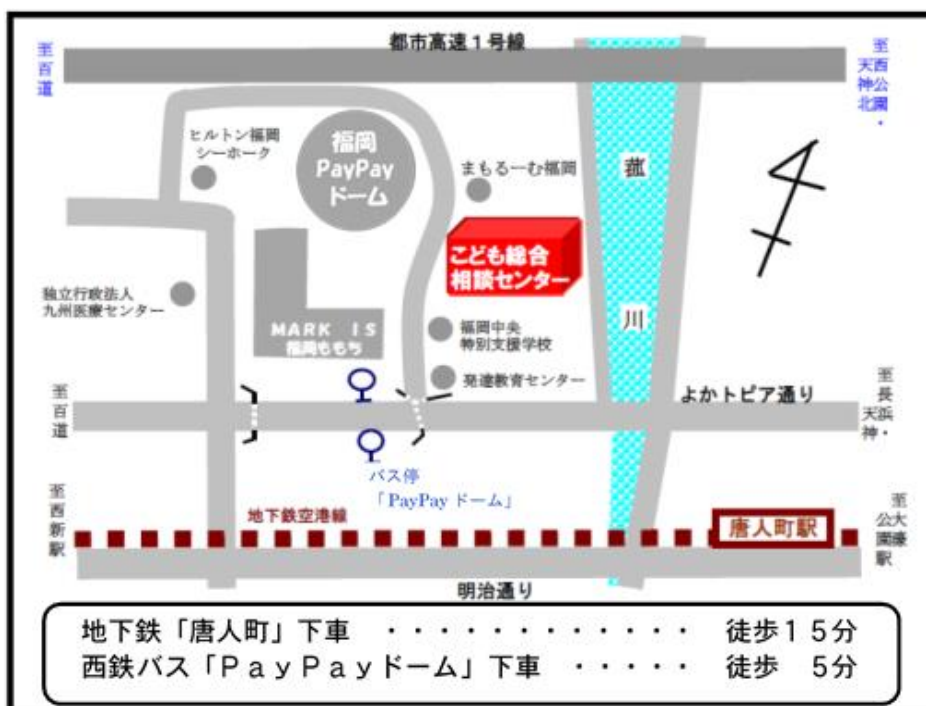 都市高速１号線
至百道
至西公園・
天神北
ヒルトン福岡
シーホーク
福岡
PayPay
ドーム
まもるーむ福岡
菰
川
こども総合
相談センター
独立行政法人
九州医療センター
MARK IS
福岡ももち
福岡中央
特別支援学校
発達教育センター
至百道
よかトピア通り
至長浜・
天神
バス停
「PayPayドーム」
至西新駅
地下鉄空港線
唐人町駅
至大濠
公園駅
明治通り
地下鉄「唐人町」下車 ・・・・・・・・・・・・ 徒歩１５分
西鉄バス「ＰａｙＰａｙドーム」下車 ・・・・・ 徒歩 ５分